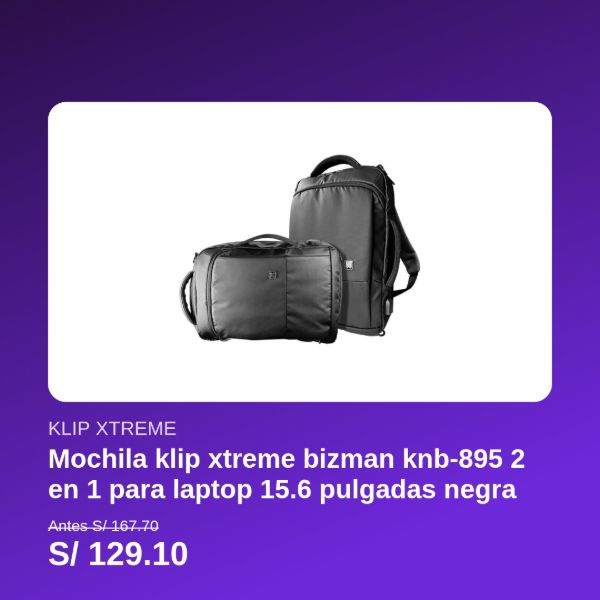 KLIP XTREME
Mochila klip xtreme bizman knb-895 2
en 1 para laptop 15.6 pulgadas negra
Antes S/ 167.70
S/ 129.10